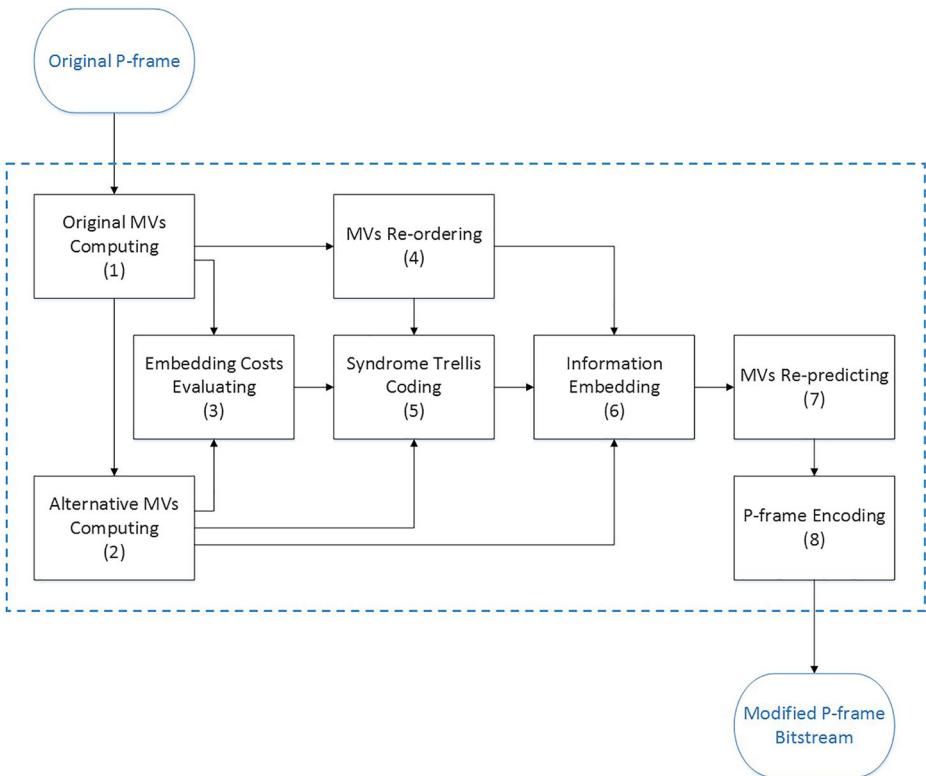 Original P-frame
Original MVs
Computing
(1)
MVs Re-ordering
(4)
Embedding Costs
Evaluating
(3)
Syndrome Trellis
Coding
(5)
Information
Embedding
(6)
MVs Re-predicting
(7)
Alternative MVs
Computing
(2)
P-frame Encoding
(8)
Modified P-frame
Bitstream